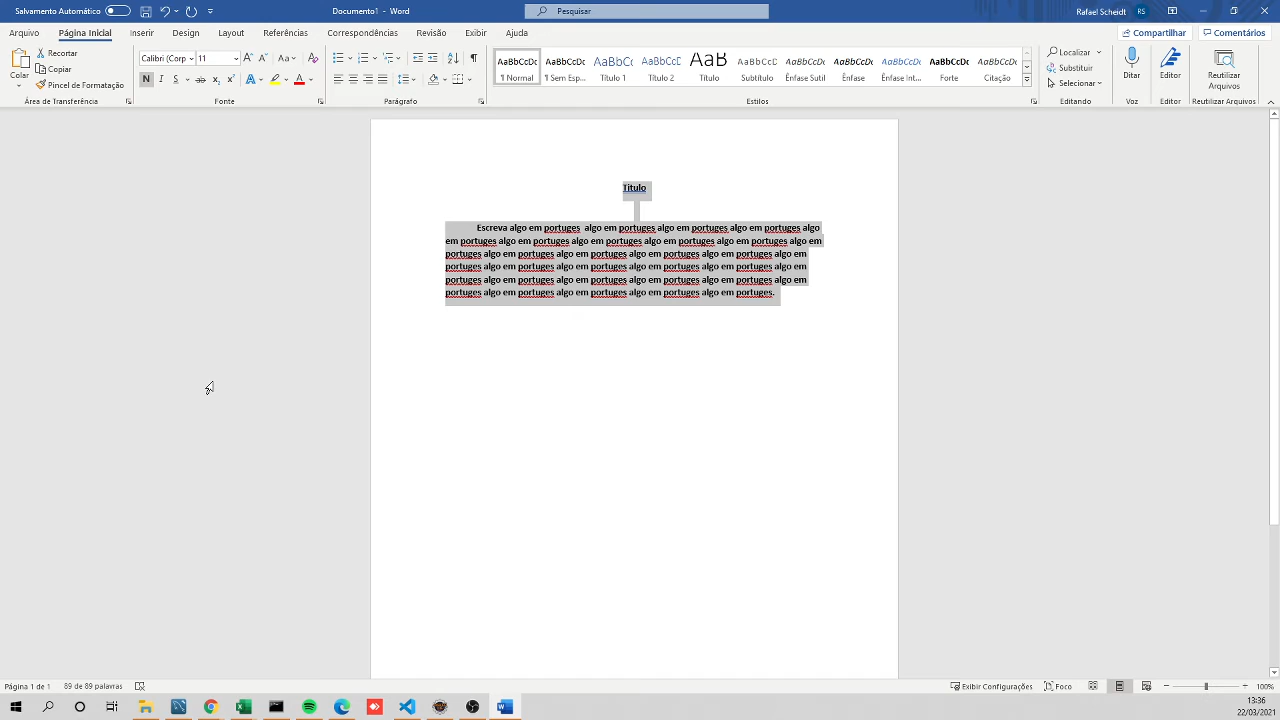 Salvamento Automático
Documento1 - Word
Pesquisar
Rafael Scheidt
RS
Arquivo
Página Inicial
Inserir
Design
Layout
Referências
Correspondências
Revisão
Exibir
Ajuda
Compartilhar
Comentários
Colar
Recortar
Copiar
Pincel de Formatação
Área de Transferência
Calibri (Corp
11
Aa
N
I
S
ab
x₂
x²
A
A
Fonte
Parágrafo
AaBbCcDc
AaBbCcDc
AaBbC(
AaBbCcD
AaB
AaBbCcD
AaBbCcDc
AaBbCcDc
AaBbCcDc
AaBbCcDc
AaBbCcDc
¶ Normal
¶ Sem Esp...
Título 1
Título 2
Título
Subtítulo
Ênfase Sutil
Ênfase
Ênfase Int...
Forte
Citação
Estilos
Localizar
Substituir
Selecionar
Editando
Ditar
Voz
Editor
Editor
Reutilizar
Arquivos
Reutilizar Arquivos
Titulo
Escreva algo em portuges  algo em portuges algo em portuges algo em portuges algo
em portuges algo em portuges algo em portuges algo em portuges algo em portuges algo em
portuges algo em portuges algo em portuges algo em portuges algo em portuges algo em
portuges algo em portuges algo em portuges algo em portuges algo em portuges algo em
portuges algo em portuges algo em portuges algo em portuges algo em portuges algo em
portuges algo em portuges algo em portuges algo em portuges algo em portuges.
Página 1 de 1
89 de 89 palavras
Exibir Configurações
Foco
100%
13:36
22/03/2021